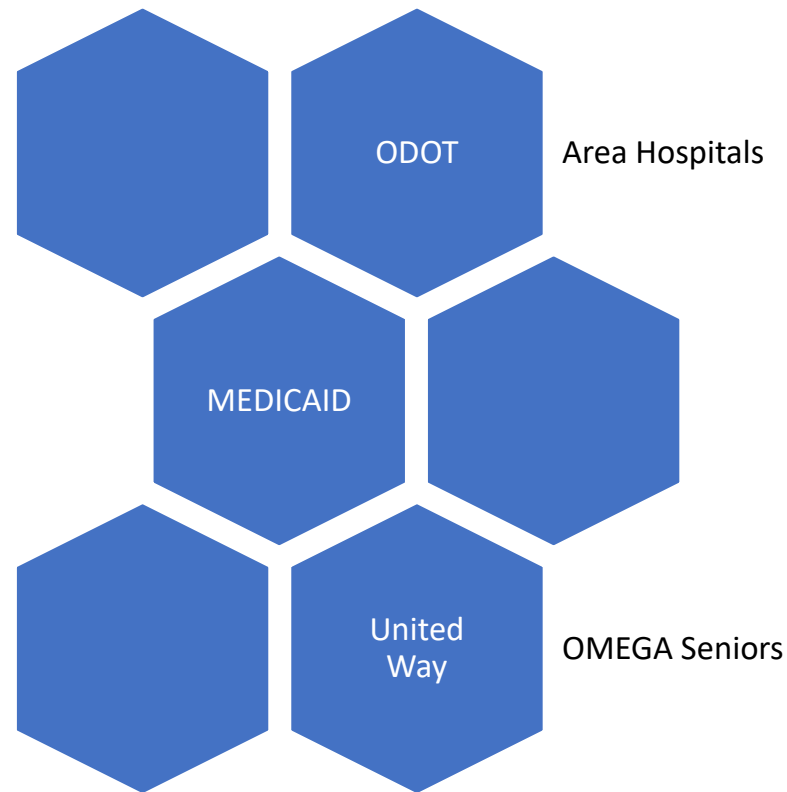 ODOT
Area Hospitals
MEDICAID
United
Way
OMEGA Seniors